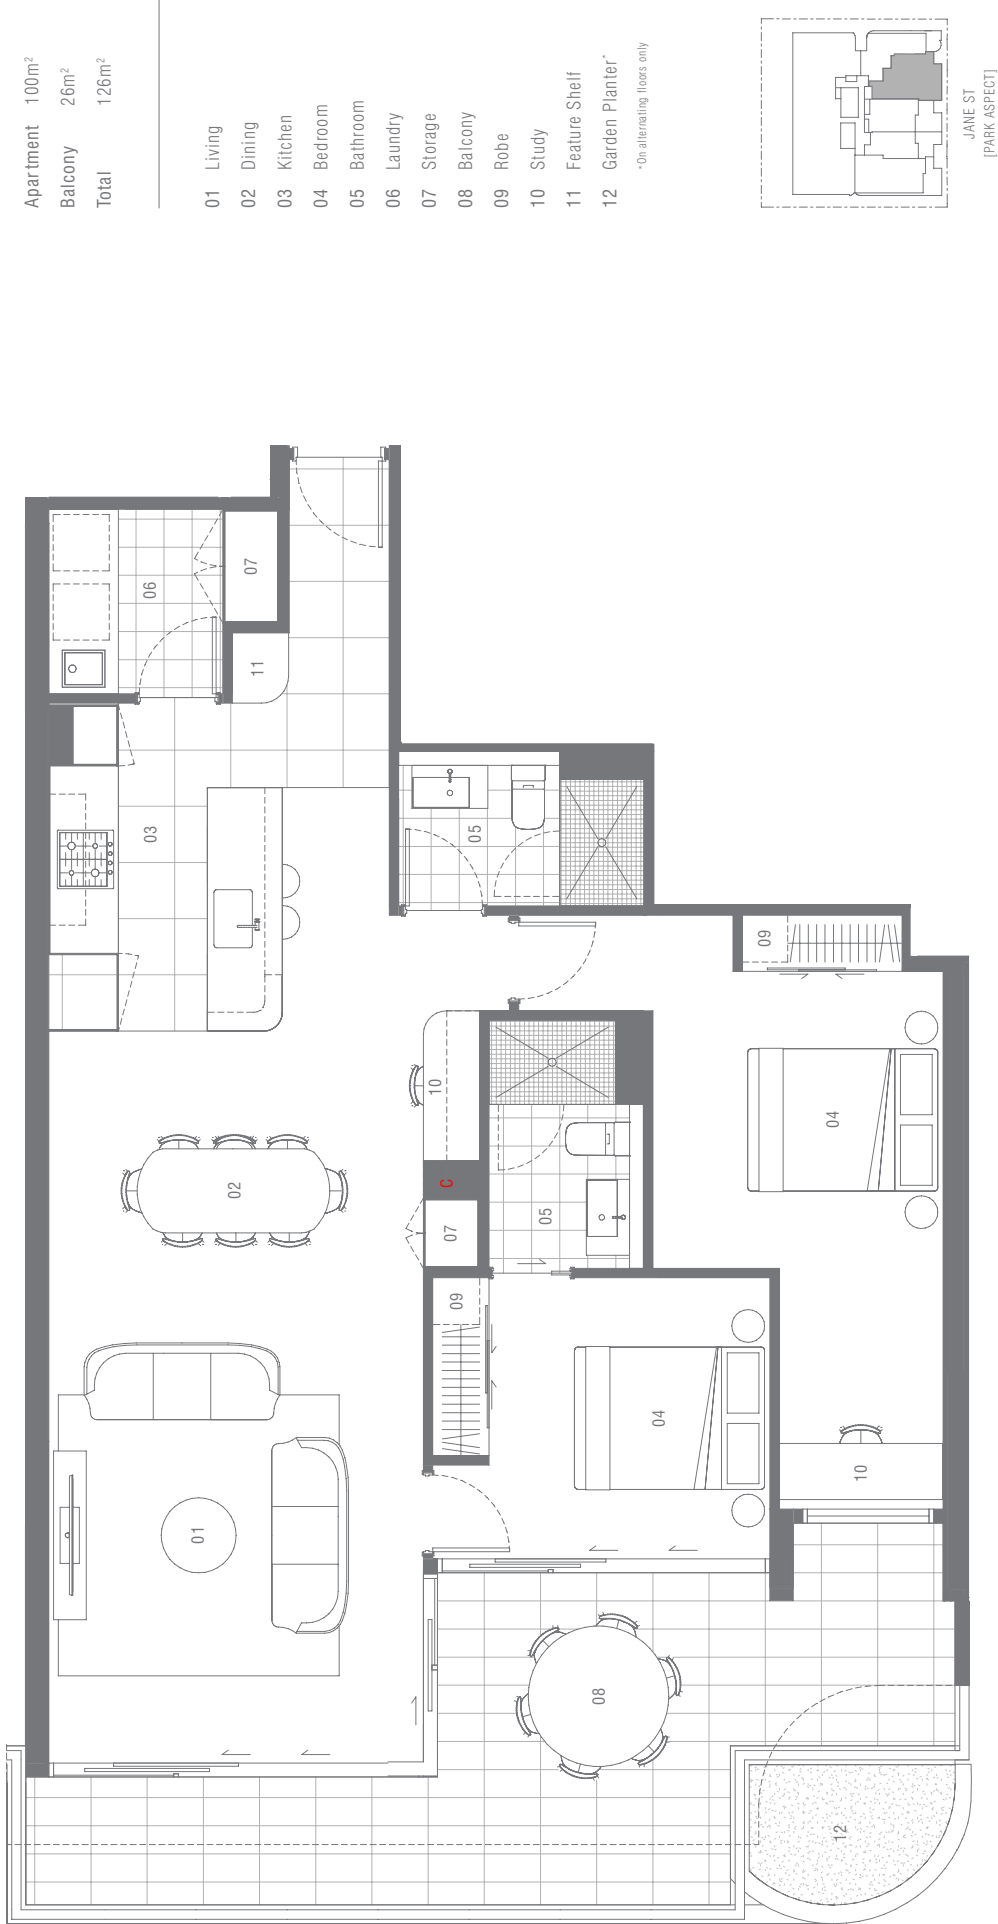 Apartment 100m²
Balcony 26m²
Total 126m²
01 Living
02 Dining
03 Kitchen
04 Bedroom
05 Bathroom
06 Laundry
07 Storage
08 Balcony
09 Robe
10 Study
11 Feature Shelf
12 Garden Planter*
*On alternating floors only
JANE ST
[PARK ASPECT]
07
06
11
03
05
09
10
04
02
C
07
05
09
04
10
01
08
12